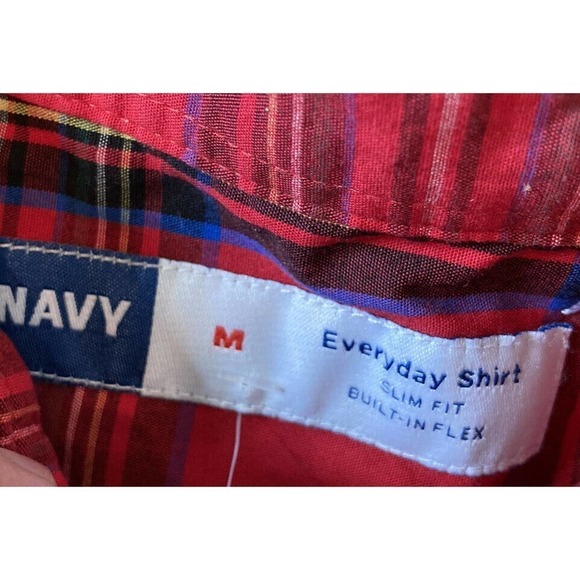 NAVY
M
Everyday Shirt
SLIM FIT
BUILT-IN FLEX